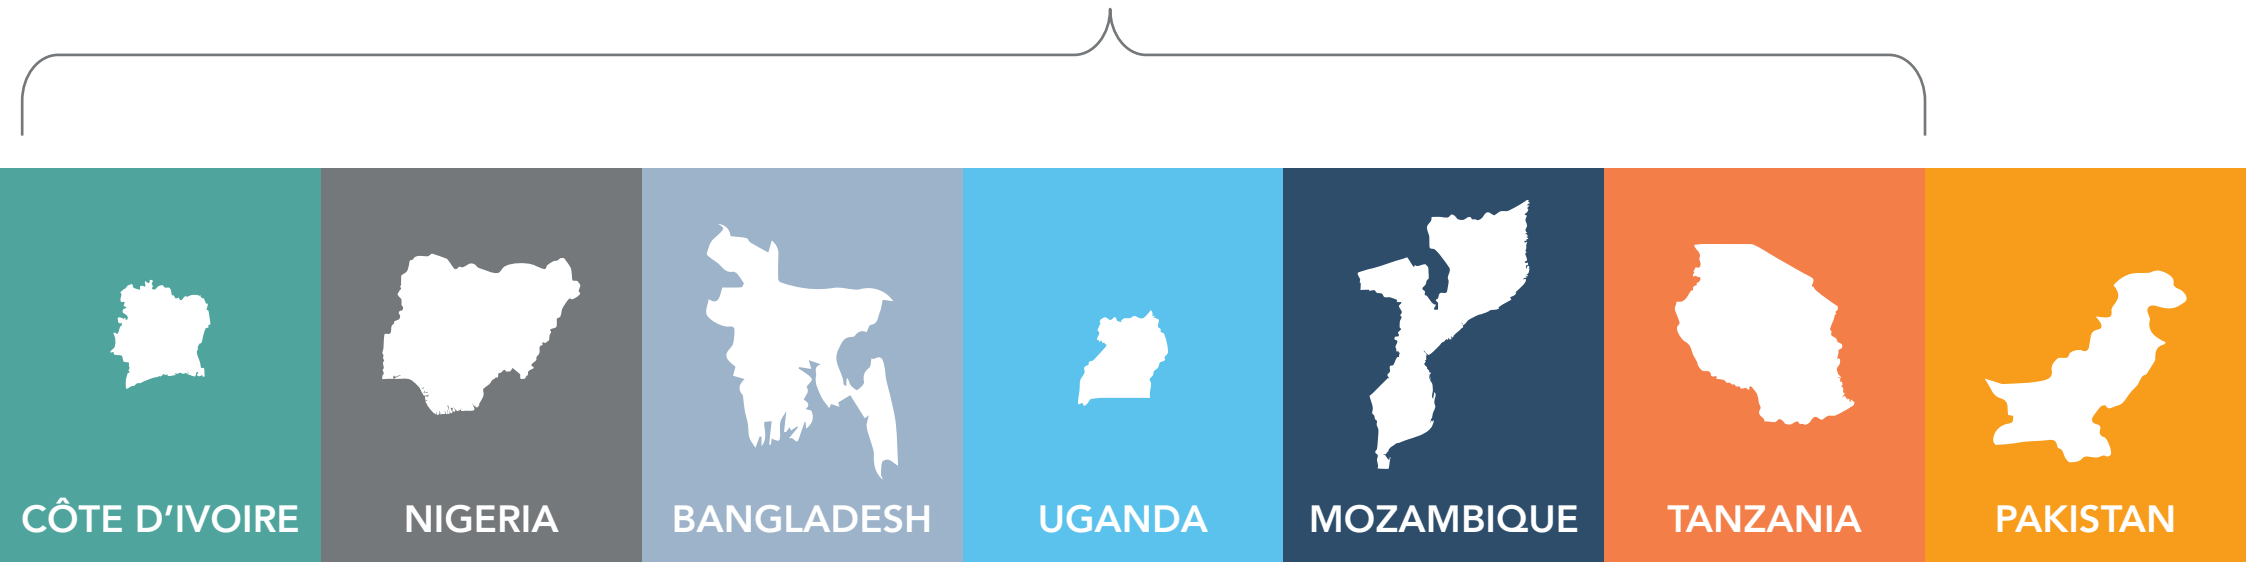 CÔTE D’IVOIRE
NIGERIA
BANGLADESH
UGANDA
MOZAMBIQUE
TANZANIA
PAKISTAN